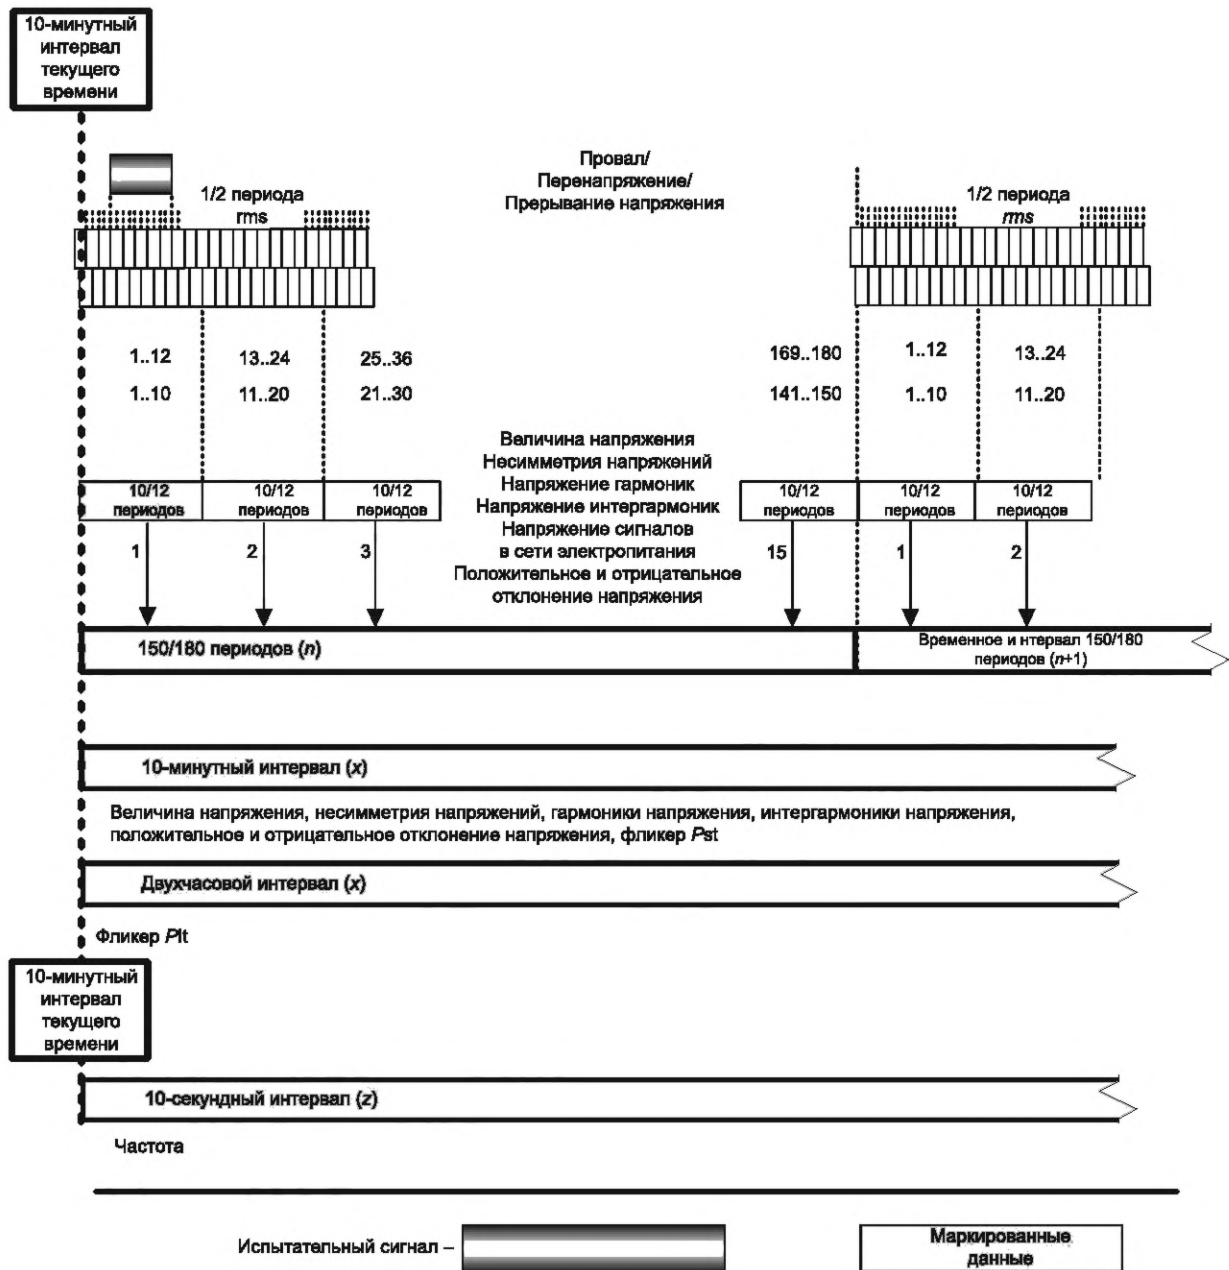 10-минутный
интервал
текущего
времени
Провал/
Перенапряжение/
Прерывание напряжения
1/2 периода
rms
1/2 периода
rms
1..12
13..24
25..36
169..180
1..12
13..24
1..10
11..20
21..30
141..150
1..10
11..20
Величина напряжения
Несимметрия напряжений
Напряжение гармоник
Напряжение интергармоник
Напряжение сигналов
в сети электропитания
Положительное и отрицательное
отклонение напряжения
10/12
периодов
10/12
периодов
10/12
периодов
10/12
периодов
10/12
периодов
10/12
периодов
1
2
3
15
1
2
150/180 периодов (n)
Временное и нтервал 150/180
периодов (n+1)
10-минутный интервал (x)
Величина напряжения, несимметрия напряжений, гармоники напряжения, интергармоники напряжения,
положительное и отрицательное отклонение напряжения, фликер Pst
Двухчасовой интервал (x)
Фликер Plt
10-минутный
интервал
текущего
времени
10-секундный интервал (z)
Частота
Испытательный сигнал –
Маркированные
данные